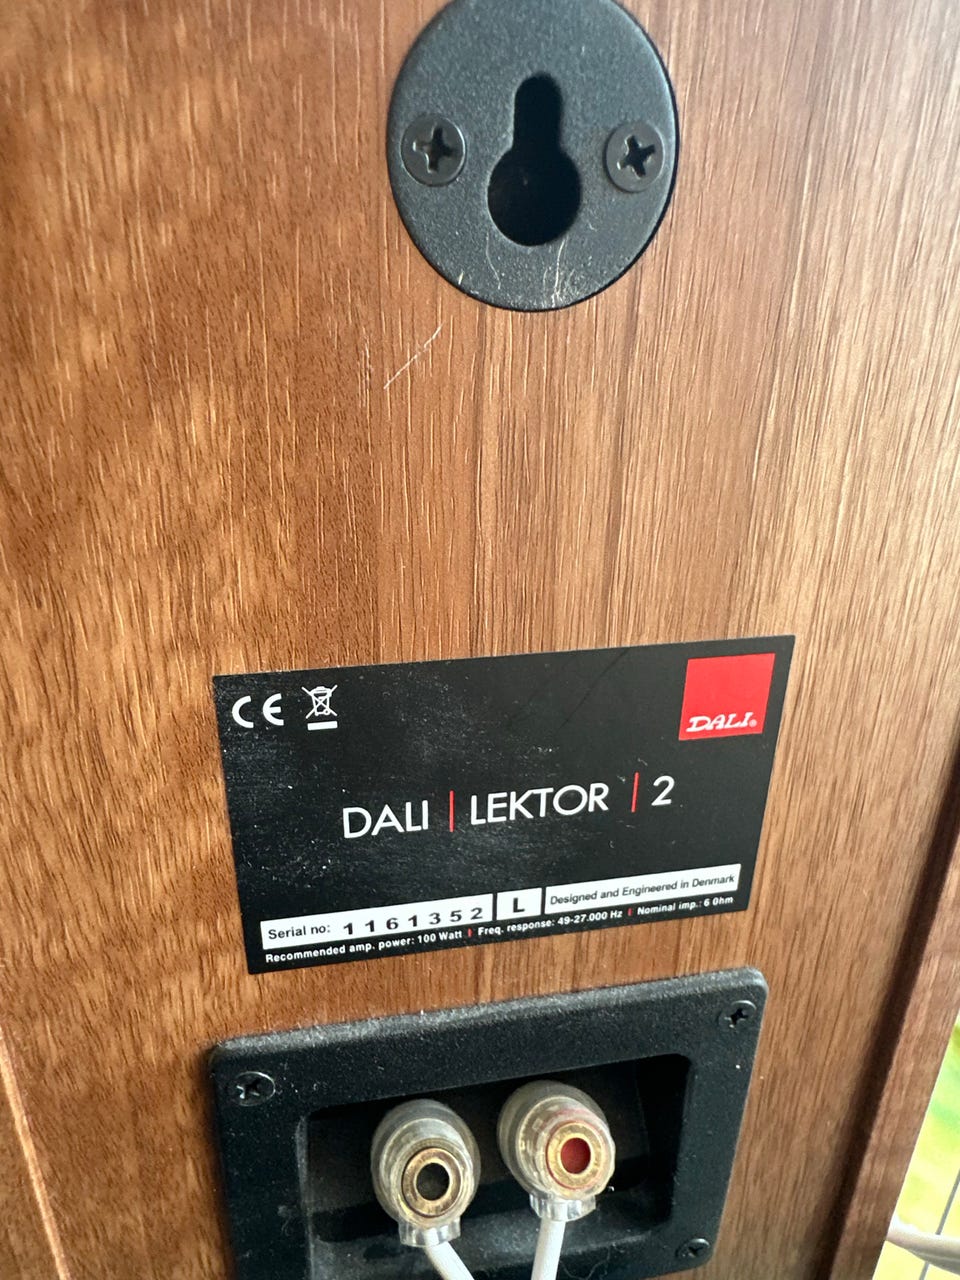 CE
DALI
DALI | LEKTOR | 2
Serial no: 1161352 L Designed and Engineered in Denmark
Recommended amp. power: 100 Watt | Freq. response: 49-27.000 Hz | Nominal imp.: 6 Ohm